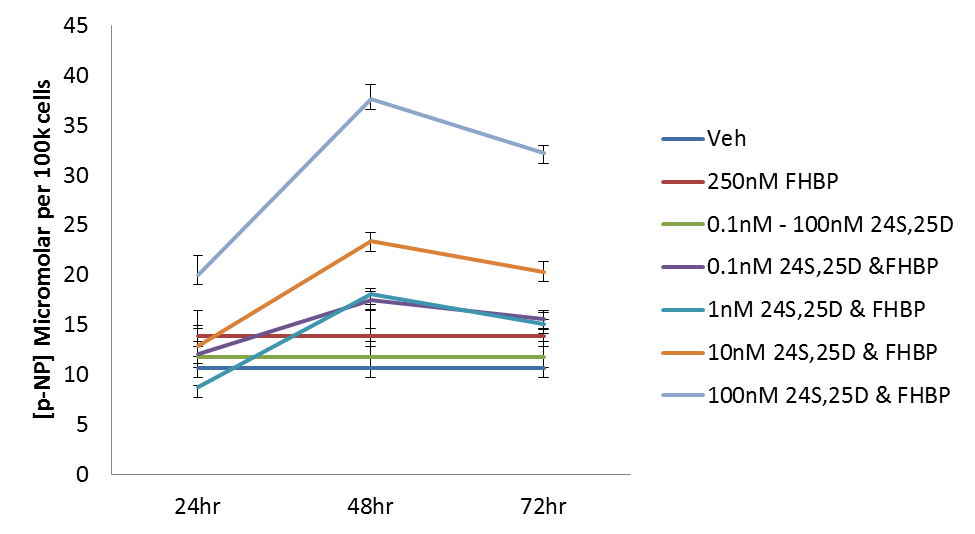 [p-NP] Micromolar per 100k cells
45
40
35
30
25
20
15
10
5
0
24hr
48hr
72hr
Veh
250nM FHBP
0.1nM - 100nM 24S,25D
0.1nM 24S,25D &FHBP
1nM 24S,25D & FHBP
10nM 24S,25D & FHBP
100nM 24S,25D & FHBP